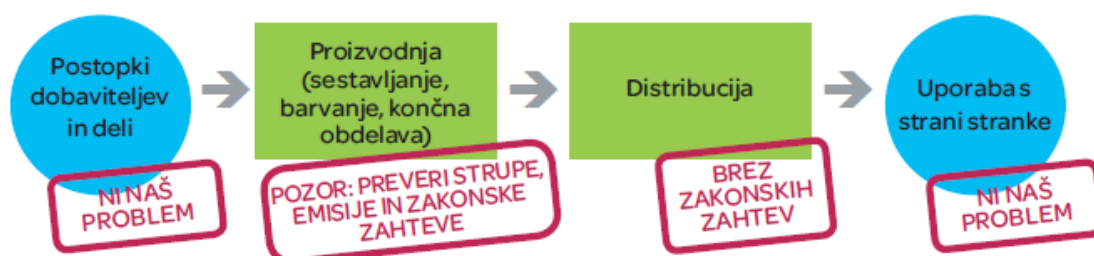 Postopki
dobaviteljev
in deli
Proizvodnja
(sestavljanje,
barvanje, končna
obdelava)
Distribucija
Uporaba s
strani stranke
NI NAŠ
PROBLEM
POZOR: PREVERI STRUPE,
EMISIJE IN ZAKONSKE
ZAHTEVE
BREZ
ZAKONSKIH
ZAHTEV
NI NAŠ
PROBLEM